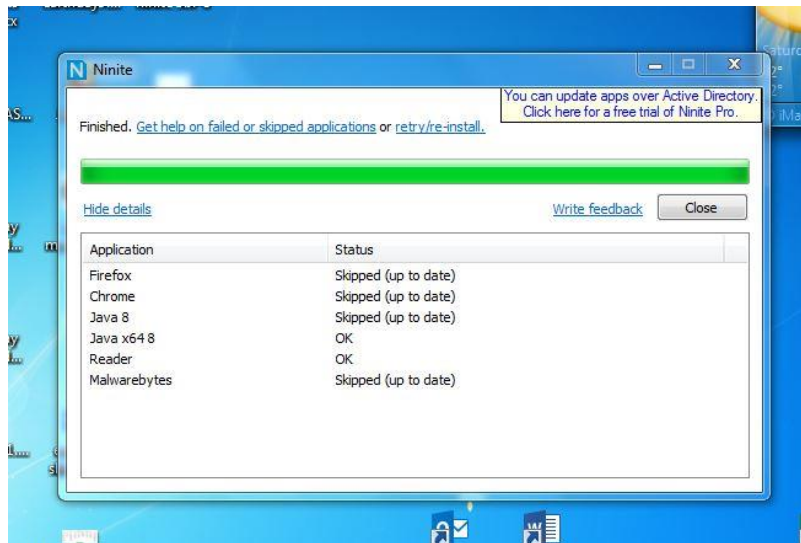 Ninite
You can update apps over Active Directory.
Click here for a free trial of Ninite Pro.
Finished. Get help on failed or skipped applications or retry/re-install.
Hide details
Write feedback
Close
Application Status
Firefox Skipped (up to date)
Chrome Skipped (up to date)
Java 8 Skipped (up to date)
Java x64 8 OK
Reader OK
Malwarebytes Skipped (up to date)